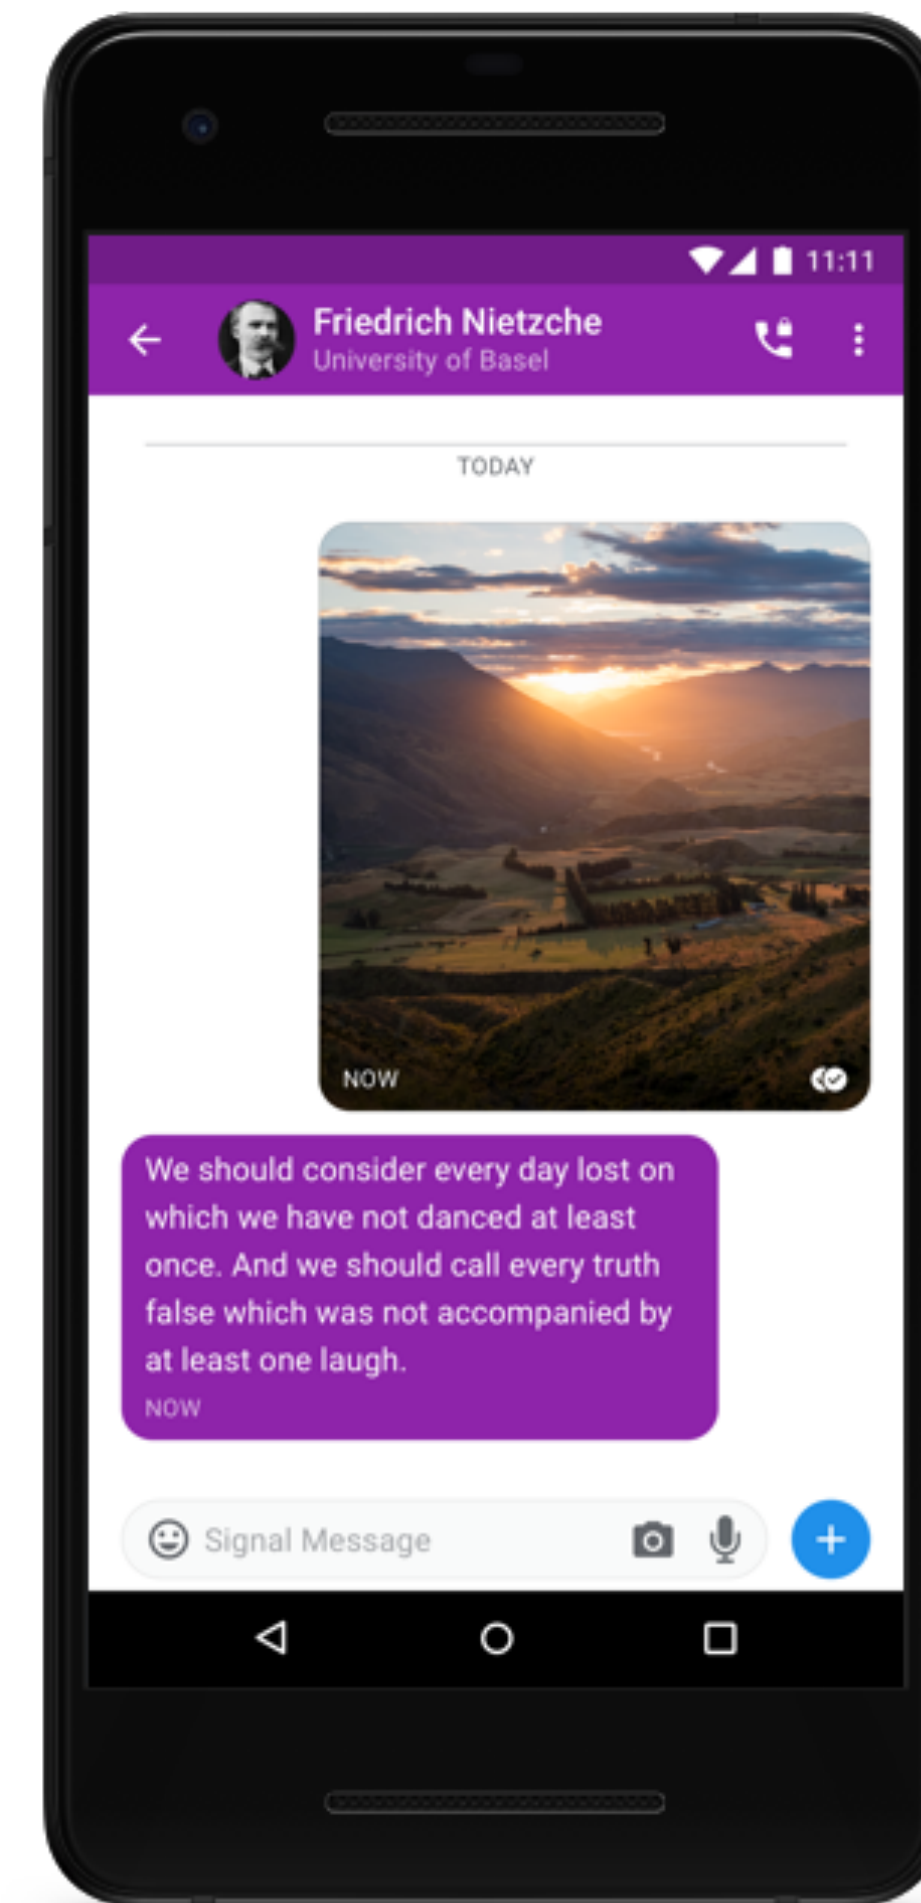 11:11
Friedrich Nietzche
University of Basel
TODAY
NOW
We should consider every day lost on
which we have not danced at least
once. And we should call every truth
false which was not accompanied by
at least one laugh.
NOW
Signal Message